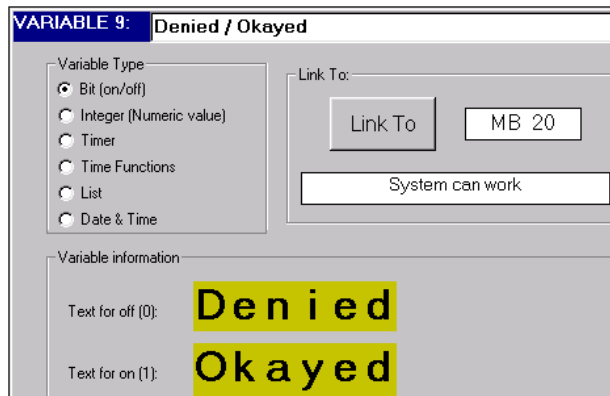 VARIABLE 9: Denied / Okayed
Variable Type
Bit (on/off)
Integer (Numeric value)
Timer
Time Functions
List
Date & Time
Link To:
Link To MB 20
System can work
Variable information
Text for off (0): Denied
Text for on (1): Okayed